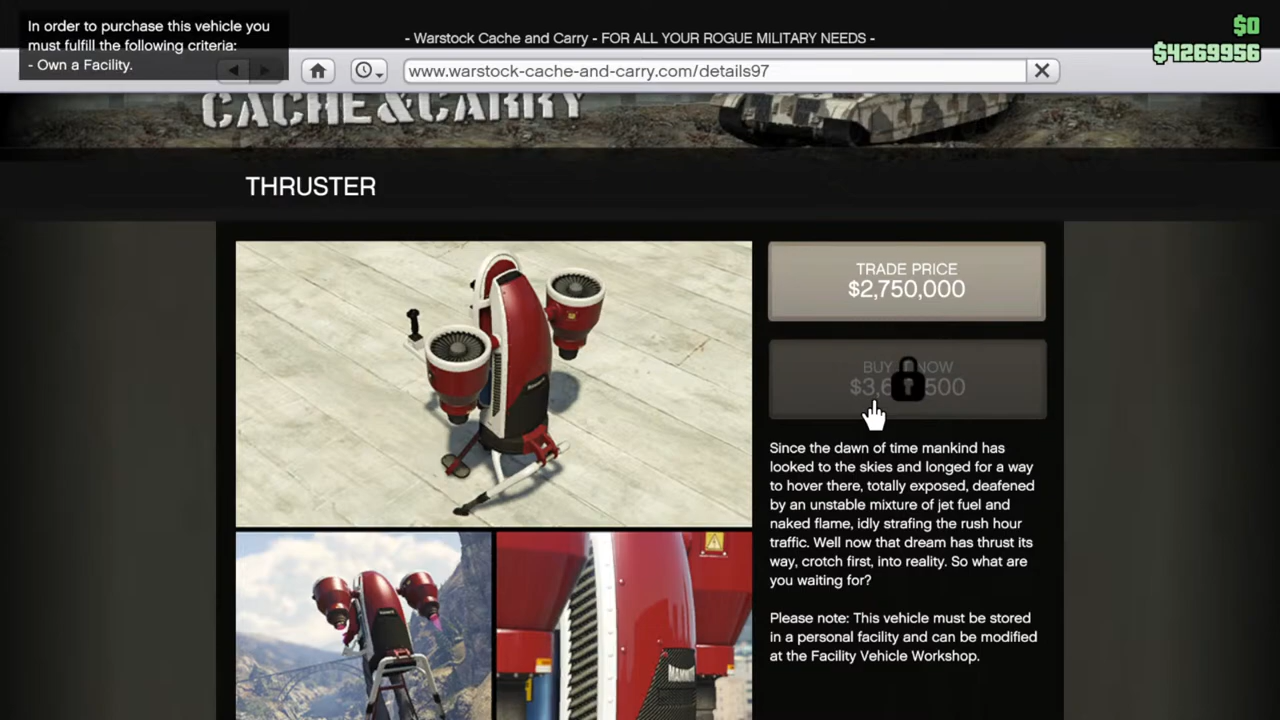 In order to purchase this vehicle you
must fulfill the following criteria:
- Own a Facility.
- Warstock Cache and Carry - FOR ALL YOUR ROGUE MILITARY NEEDS -
$0
$4269956
www.warstock-cache-and-carry.com/details97
CACHE&CARRY
THRUSTER
TRADE PRICE
$2,750,000
BUY NOW
Since the dawn of time mankind has
looked to the skies and longed for a way
to hover there, totally exposed, deafened
by an unstable mixture of jet fuel and
naked flame, idly strafing the rush hour
traffic. Well now that dream has thrust its
way, crotch first, into reality. So what are
you waiting for?
Please note: This vehicle must be stored
in a personal facility and can be modified
at the Facility Vehicle Workshop.